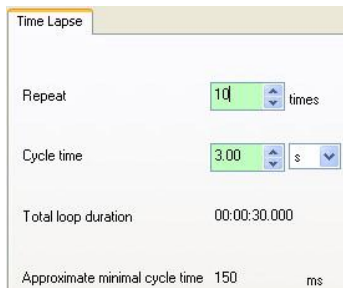 Time Lapse
Repeat 10 times
Cycle time 3.00 s
Total loop duration 00:00:30.000
Approximate minimal cycle time 150 ms